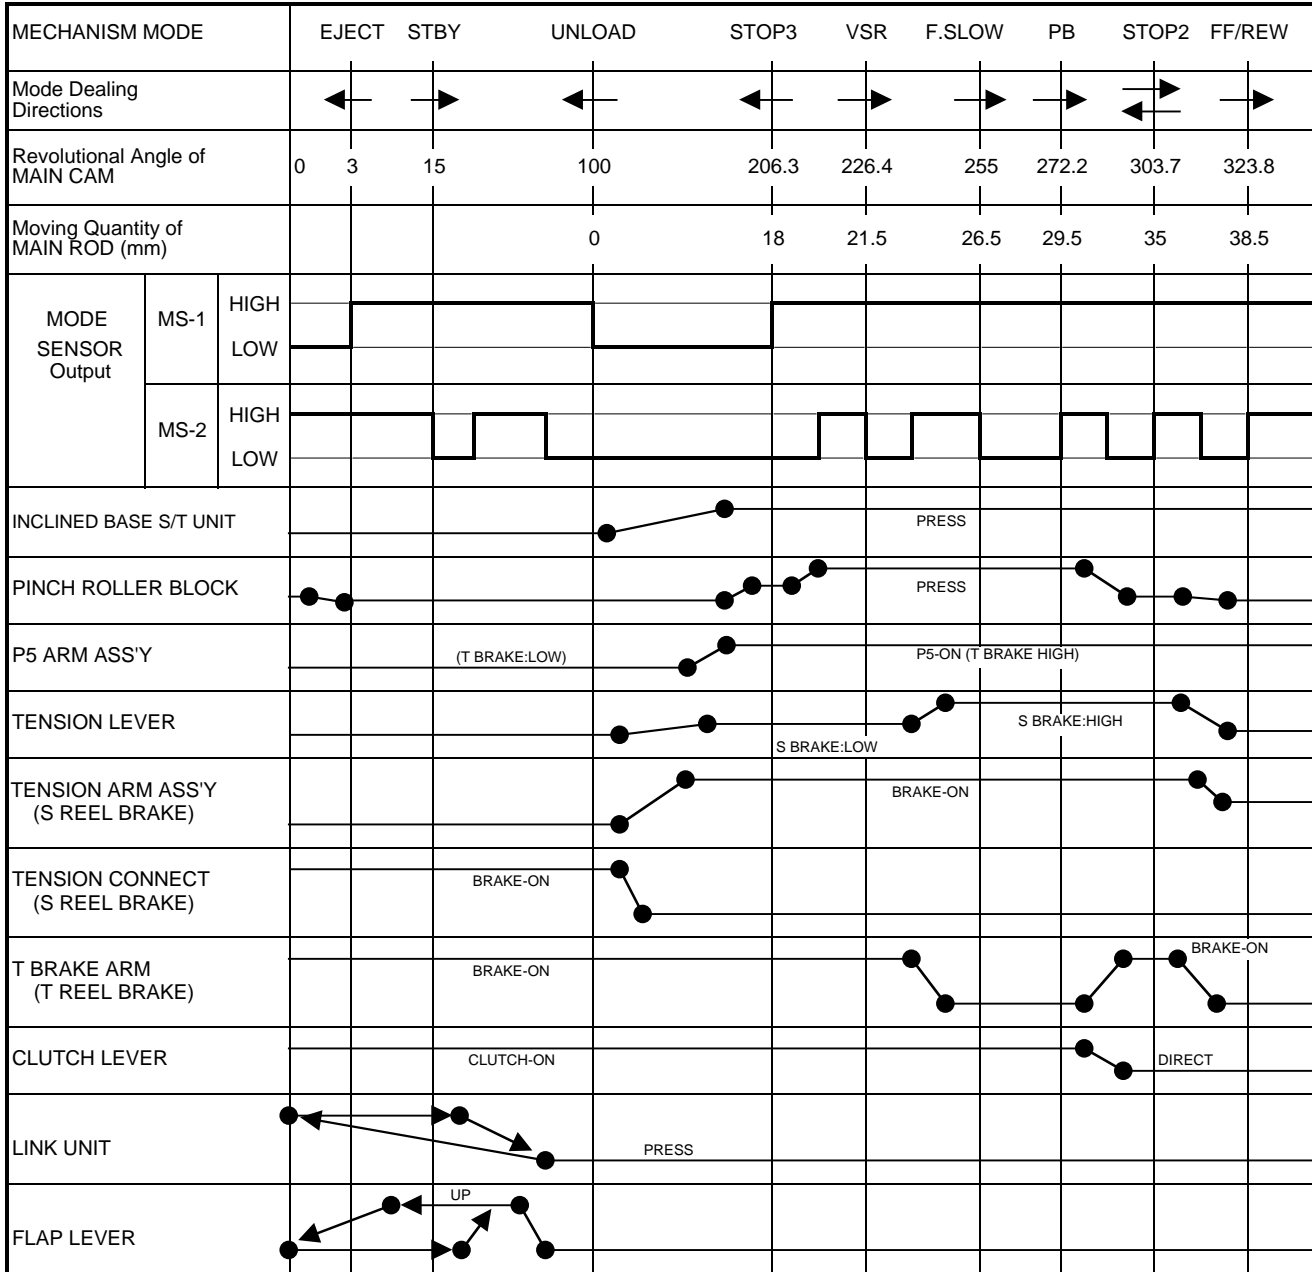 MECHANISM MODE EJECT STBY UNLOAD STOP3 VSR F.SLOW PB STOP2 FF/REW
Mode Dealing
Directions
Revolutional Angle of
MAIN CAM
0 3 15 100 206.3 226.4 255 272.2 303.7 323.8
Moving Quantity of
MAIN ROD (mm)
0 18 21.5 26.5 29.5 35 38.5
MODE
SENSOR
Output
MS-1
HIGH
LOW
MS-2
HIGH
LOW
INCLINED BASE S/T UNIT
PRESS
PINCH ROLLER BLOCK
PRESS
P5 ARM ASS'Y
(T BRAKE:LOW)
P5-ON (T BRAKE HIGH)
TENSION LEVER
S BRAKE:HIGH
S BRAKE:LOW
TENSION ARM ASS'Y
(S REEL BRAKE)
BRAKE-ON
TENSION CONNECT
(S REEL BRAKE)
BRAKE-ON
T BRAKE ARM
(T REEL BRAKE)
BRAKE-ON
BRAKE-ON
CLUTCH LEVER
CLUTCH-ON
DIRECT
LINK UNIT
PRESS
FLAP LEVER
UP